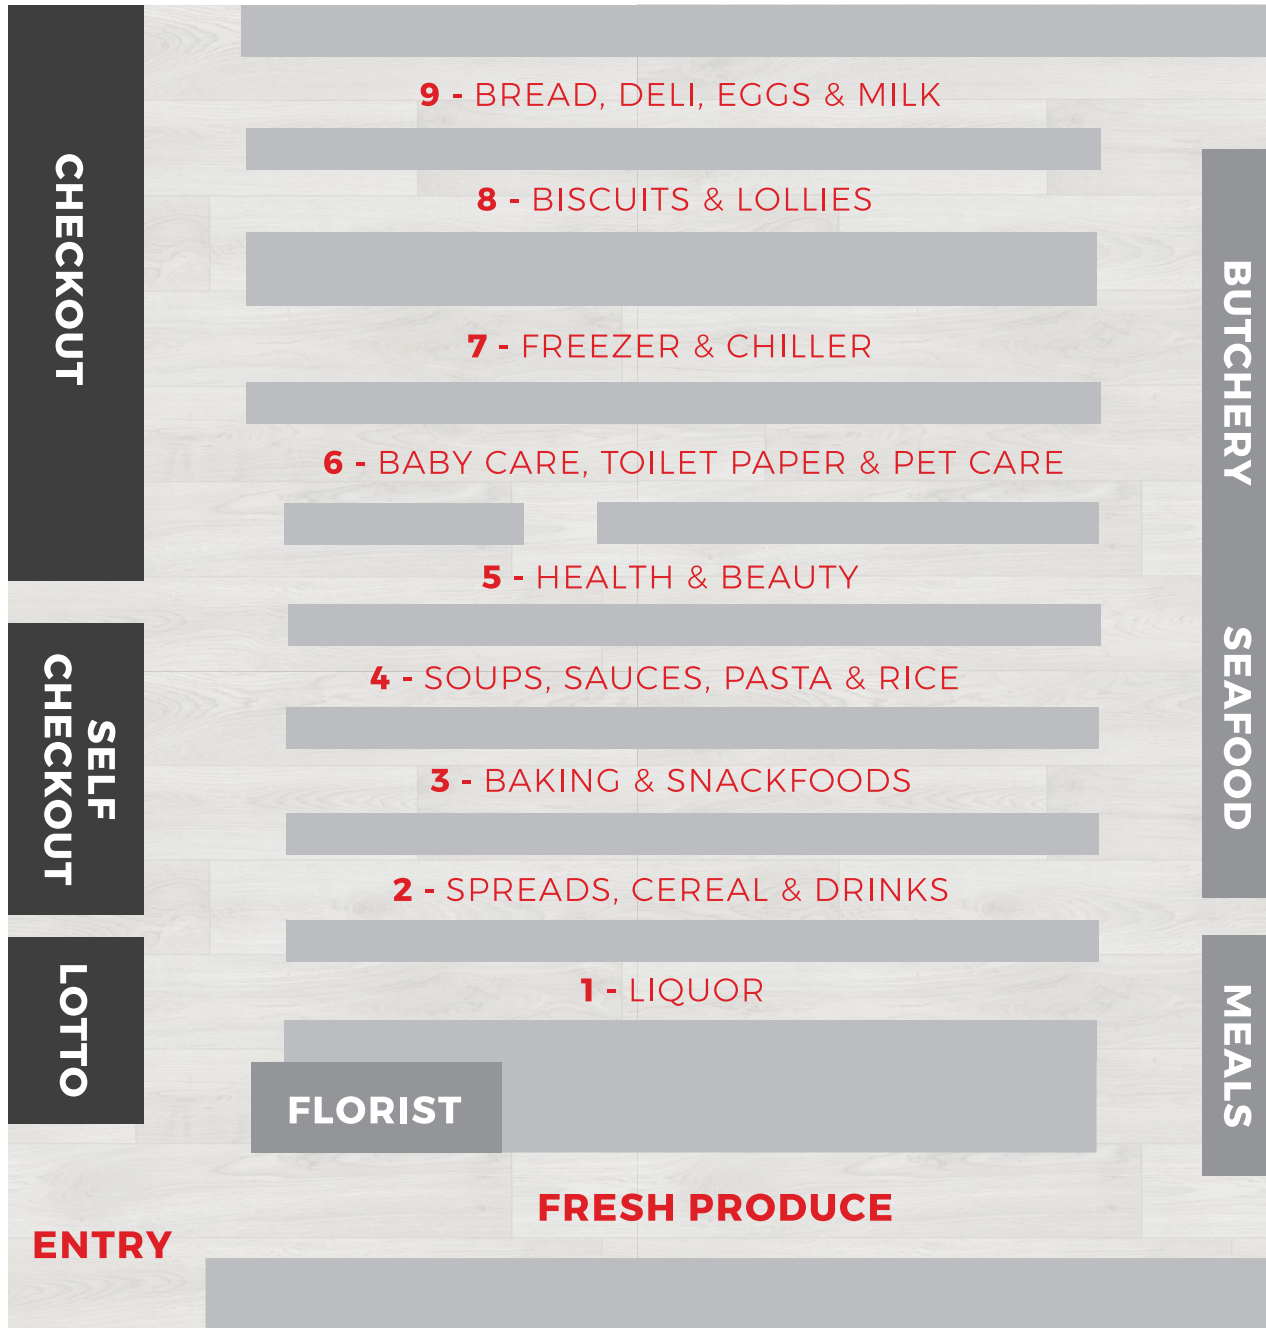 9 - BREAD, DELI, EGGS & MILK
8 - BISCUITS & LOLLIES
7 - FREEZER & CHILLER
6 - BABY CARE, TOILET PAPER & PET CARE
5 - HEALTH & BEAUTY
4 - SOUPS, SAUCES, PASTA & RICE
3 - BAKING & SNACKFOODS
2 - SPREADS, CEREAL & DRINKS
1 - LIQUOR
FLORIST
FRESH PRODUCE
ENTRY
CHECKOUT
SELF
CHECKOUT
LOTTO
BUTCHERY
SEAFOOD
MEALS